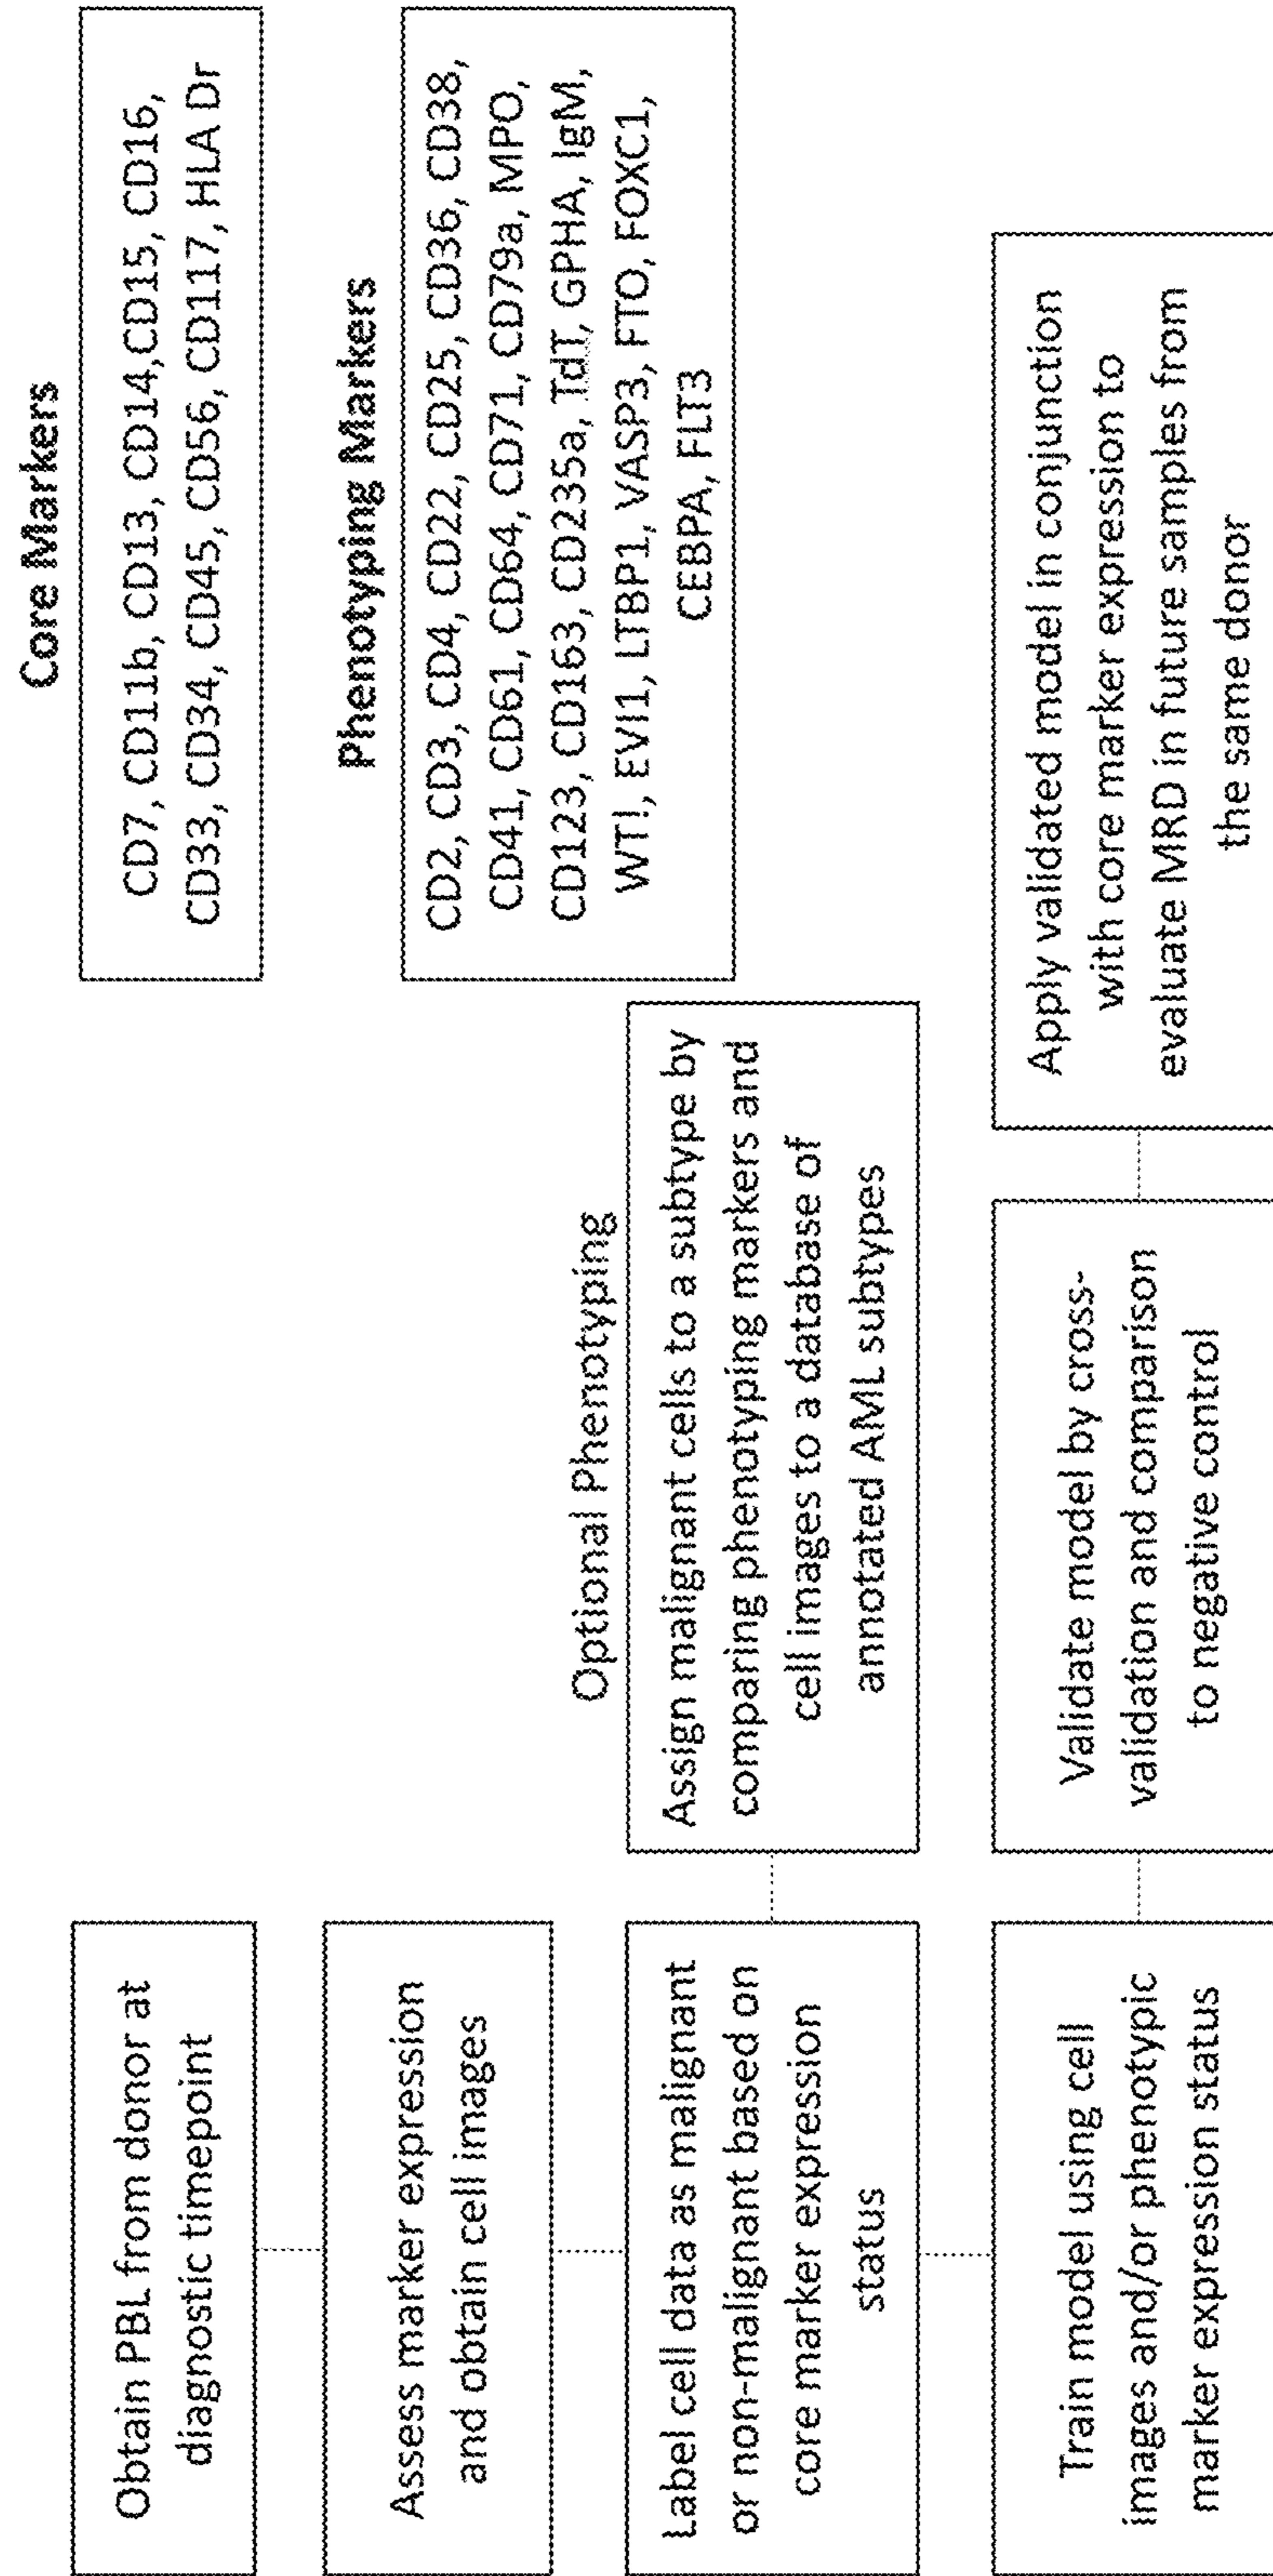 Obtain PBL from donor at
diagnostic timepoint
Assess marker expression
and obtain cell images
Label cell data as malignant
or non-malignant based on
core marker expression
status
Train model using cell
images and/or phenotypic
marker expression status
Optional Phenotyping
Assign malignant cells to a subtype by
comparing phenotyping markers and
cell images to a database of
annotated AML subtypes
Validate model by cross-
validation and comparison
to negative control
Apply validated model in conjunction
with core marker expression to
evaluate MRD in future samples from
the same donor
Core Markers
CD7, CD11b, CD13, CD14,CD15, CD16,
CD33, CD34, CD45, CD56, CD117, HLA Dr
Phenotyping Markers
CD2, CD3, CD4, CD22, CD25, CD36, CD38,
CD41, CD61, CD64, CD71, CD79a, MPO,
CD123, CD163, CD235a, TdT, GPHA, IgM,
WT!, EVI1, LTBP1, VASP3, FTO, FOXC1,
CEBPA, FLT3